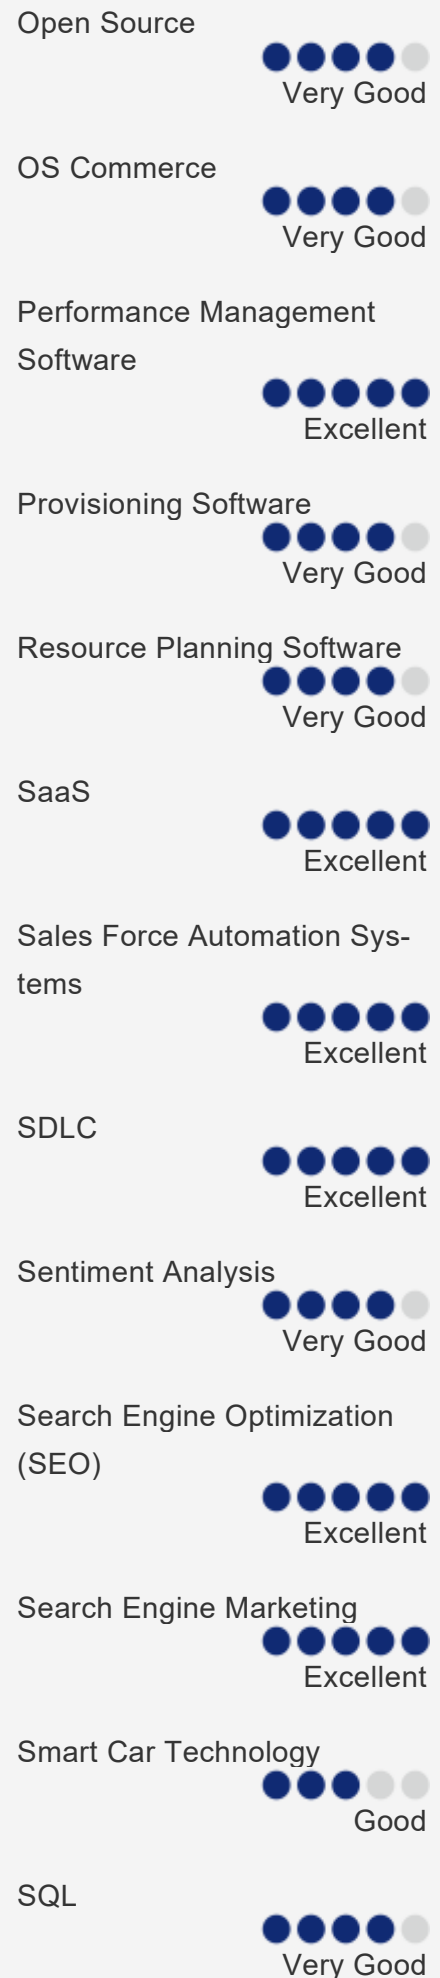 Open Source
Very Good
OS Commerce
Very Good
Performance Management
Software
Excellent
Provisioning Software
Very Good
Resource Planning Software
Very Good
SaaS
Excellent
Sales Force Automation Sys-
tems
Excellent
SDLC
Excellent
Sentiment Analysis
Very Good
Search Engine Optimization
(SEO)
Excellent
Search Engine Marketing
Excellent
Smart Car Technology
Good
SQL
Very Good